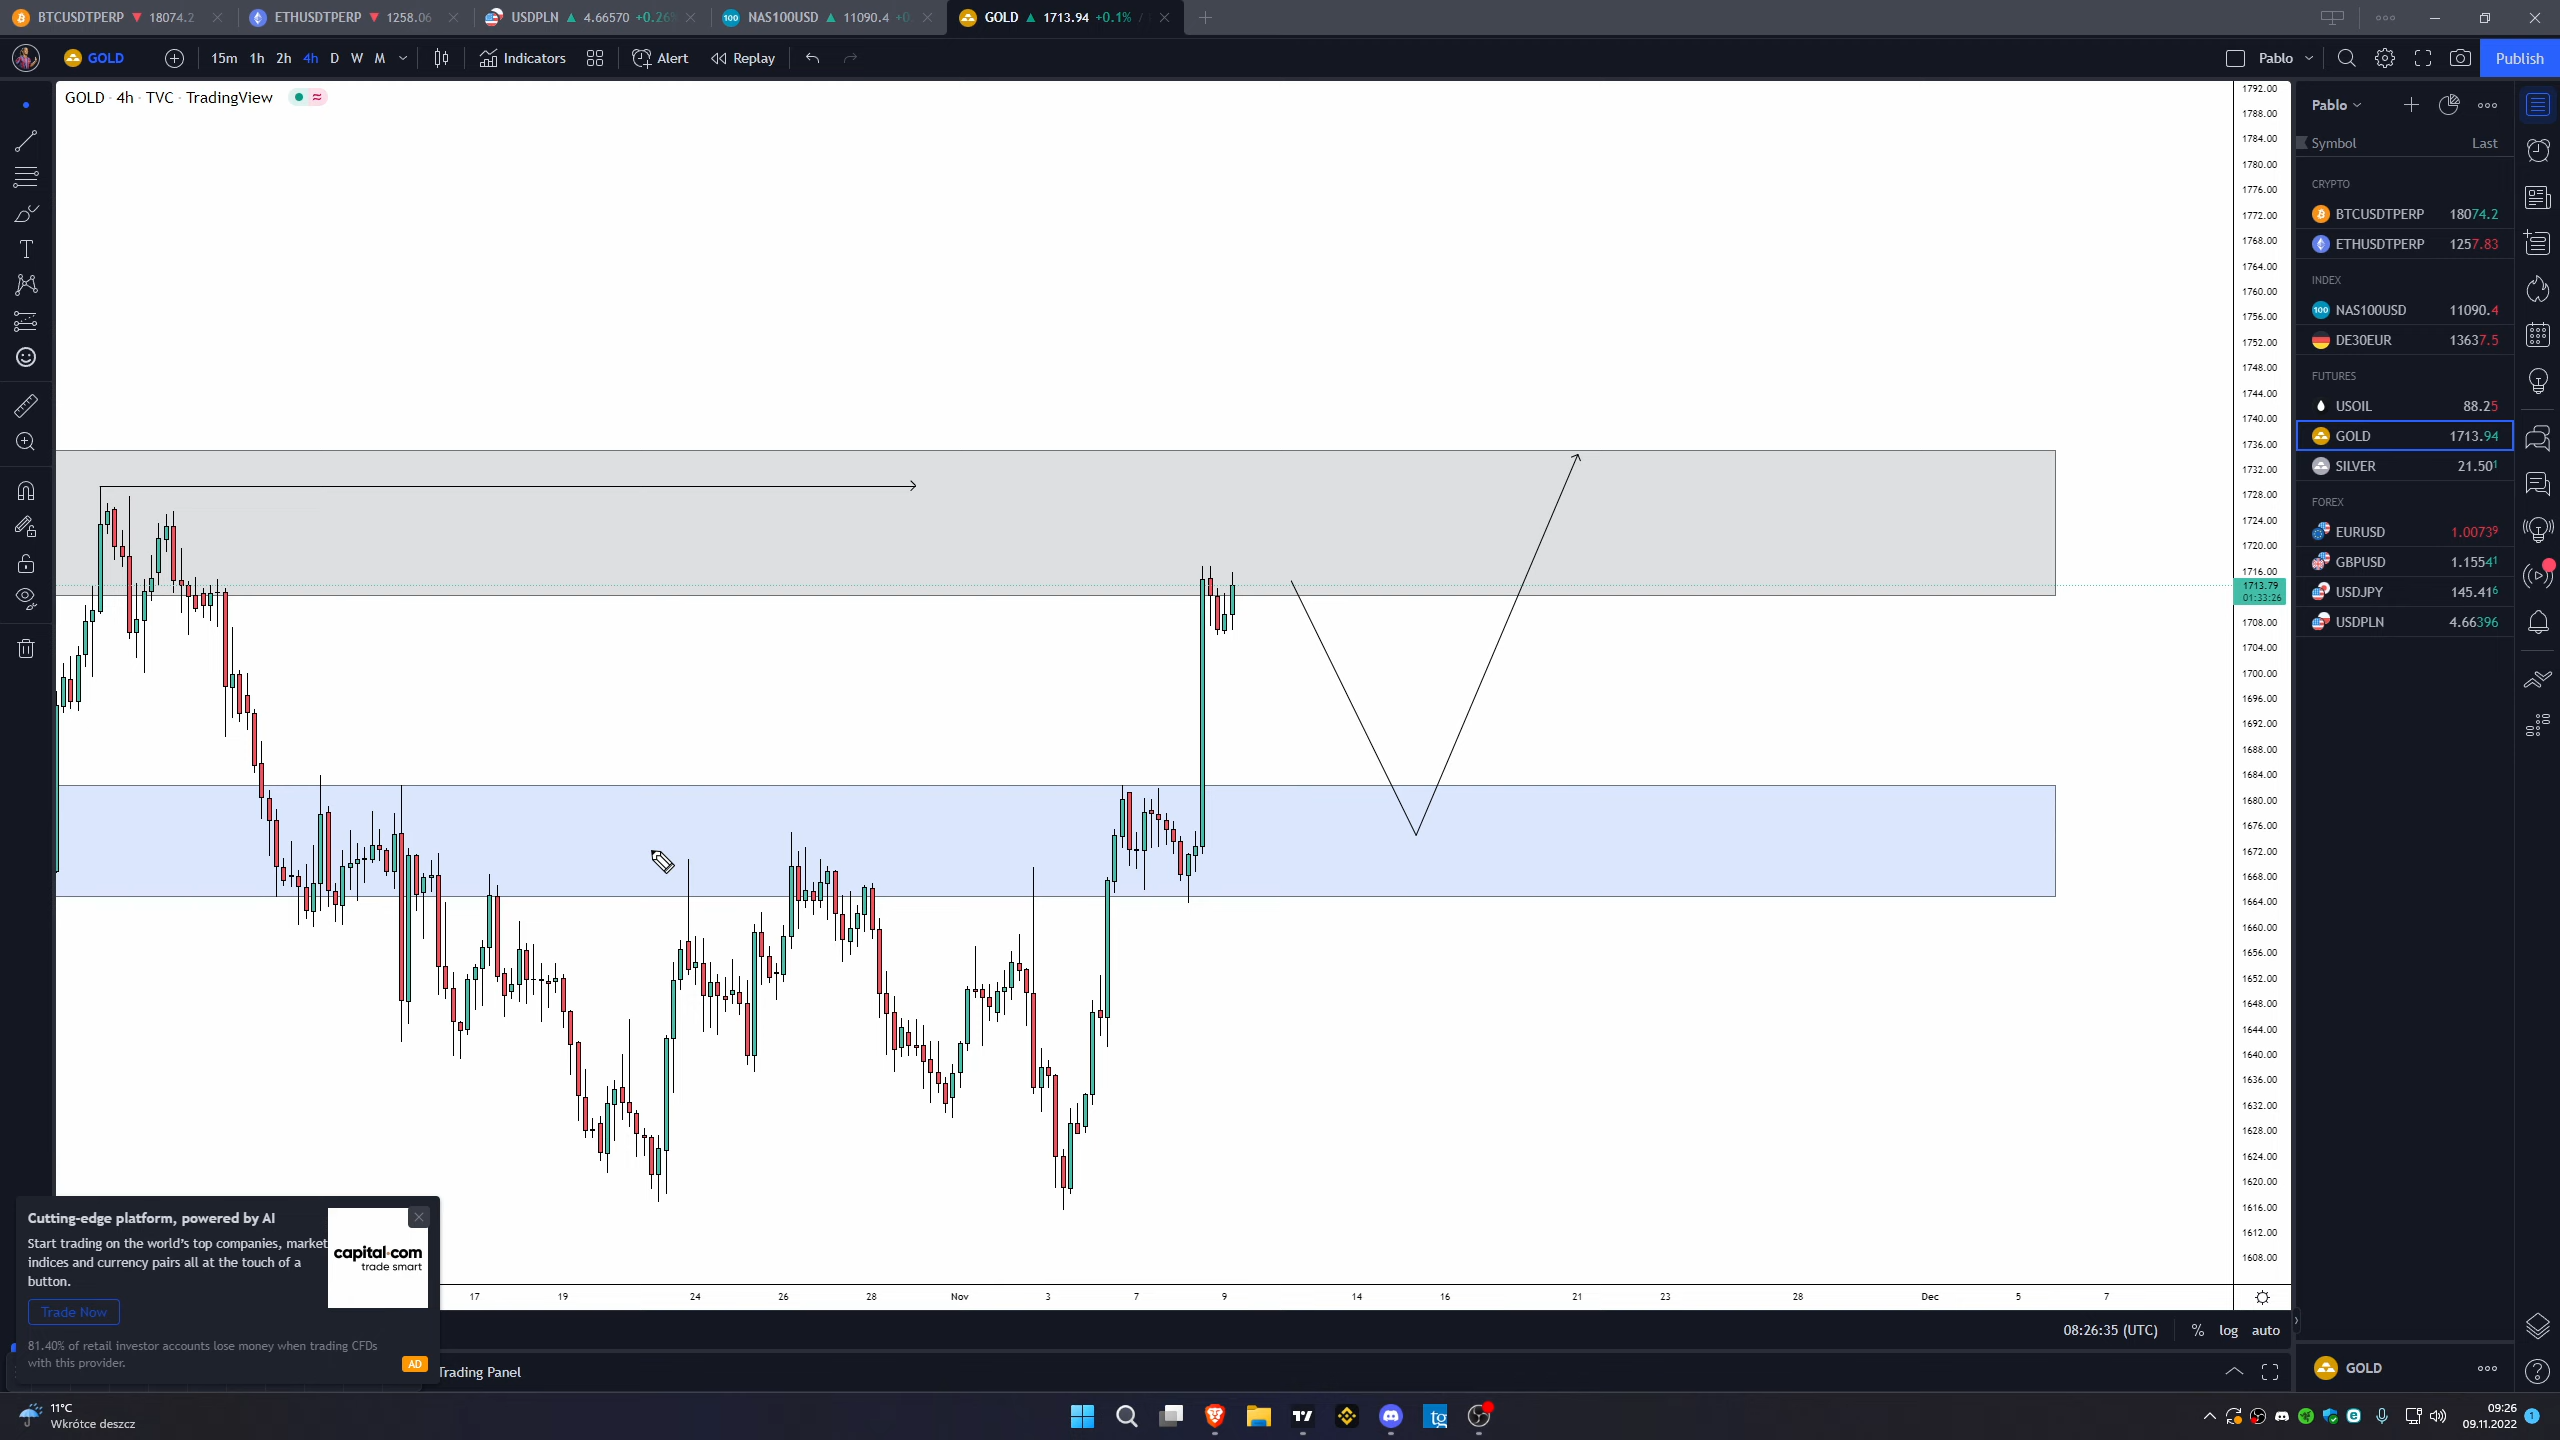 BTCUSDTPERP ▼ 18074.2
ETHUSDTPERP ▼ 1258.06
USDPLN ▲ 4.66570 +0.26%
NAS100USD ▲ 11090.4 +0
GOLD ▲ 1713.94 +0.1% /
GOLD
15m 1h 2h 4h D W M
Indicators
Alert
Replay
Pablo
Publish
GOLD · 4h · TVC · TradingView
1792.00
1788.00
1784.00
1780.00
1776.00
1772.00
1768.00
1764.00
1760.00
1756.00
1752.00
1748.00
1744.00
1740.00
1736.00
1732.00
1728.00
1724.00
1720.00
1716.00
1713.79
01:33:26
1708.00
1704.00
1700.00
1696.00
1692.00
1688.00
1684.00
1680.00
1676.00
1672.00
1668.00
1664.00
1660.00
1656.00
1652.00
1648.00
1644.00
1640.00
1636.00
1632.00
1628.00
1624.00
1620.00
1616.00
1612.00
1608.00
Pablo
Symbol Last
CRYPTO
BTCUSDTPERP 18074.2
ETHUSDTPERP 1257.83
INDEX
100 NAS100USD 11090.4
DE30EUR 13637.5
FUTURES
USOIL 88.25
GOLD 1713.94
SILVER 21.501
FOREX
EURUSD 1.00739
GBPUSD 1.15541
USDJPY 145.416
USDPLN 4.66396
Cutting-edge platform, powered by AI
Start trading on the world's top companies, market
indices and currency pairs all at the touch of a
button.
Trade Now
81.40% of retail investor accounts lose money when trading CFDs
with this provider.
capital.com
trade smart
AD
17 19 24 26 28 Nov 3 7 9 14 16 21 23 28 Dec 5 7
08:26:35 (UTC) % log auto
Trading Panel
GOLD
11°C
Wkrótce deszcz
tg
09:26
09.11.2022
1